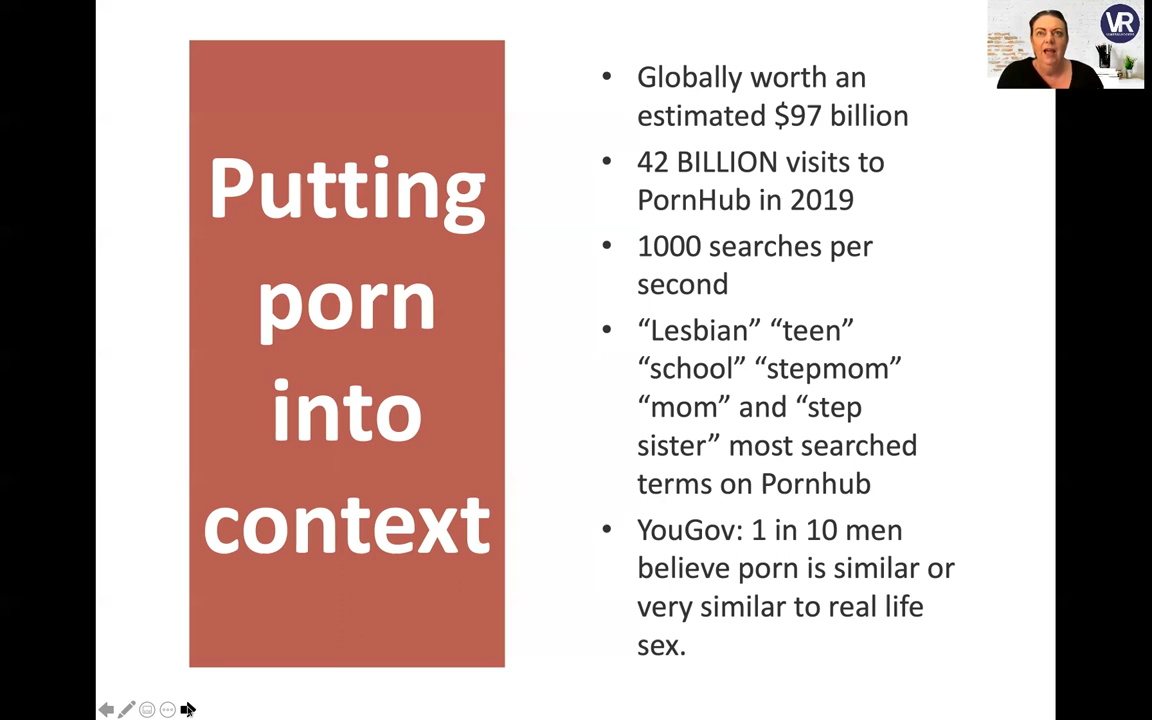 Putting
porn
into
context
• Globally worth an
estimated $97 billion
• 42 BILLION visits to
PornHub in 2019
• 1000 searches per
second
• “Lesbian” “teen”
“school” “stepmom”
“mom” and “step
sister” most searched
terms on Pornhub
• YouGov: 1 in 10 men
believe porn is similar or
very similar to real life
sex.
VR